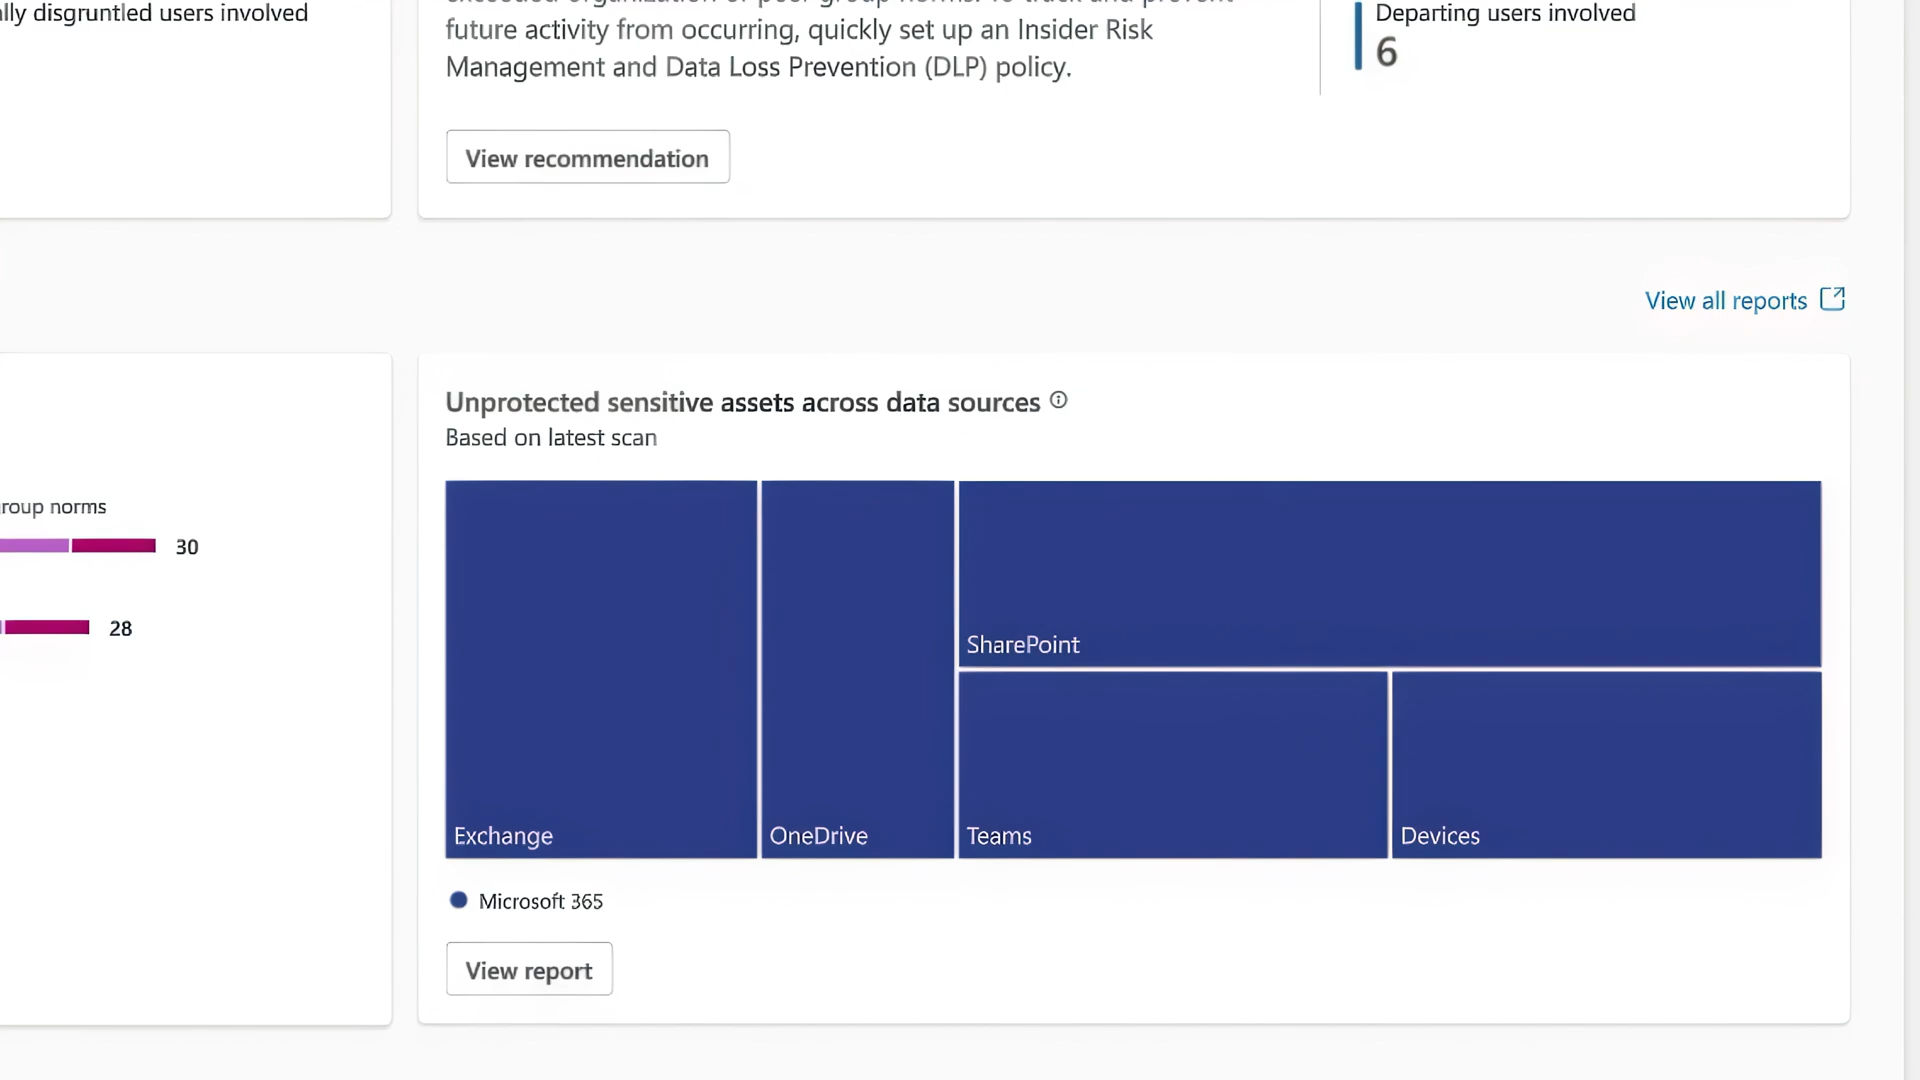 disgruntled users involved
future activity from occurring, quickly set up an Insider Risk
Management and Data Loss Prevention (DLP) policy.
View recommendation
Departing users involved
6
View all reports
norms
30
28
Unprotected sensitive assets across data sources
Based on latest scan
Exchange
OneDrive
SharePoint
Teams
Devices
Microsoft 365
View report